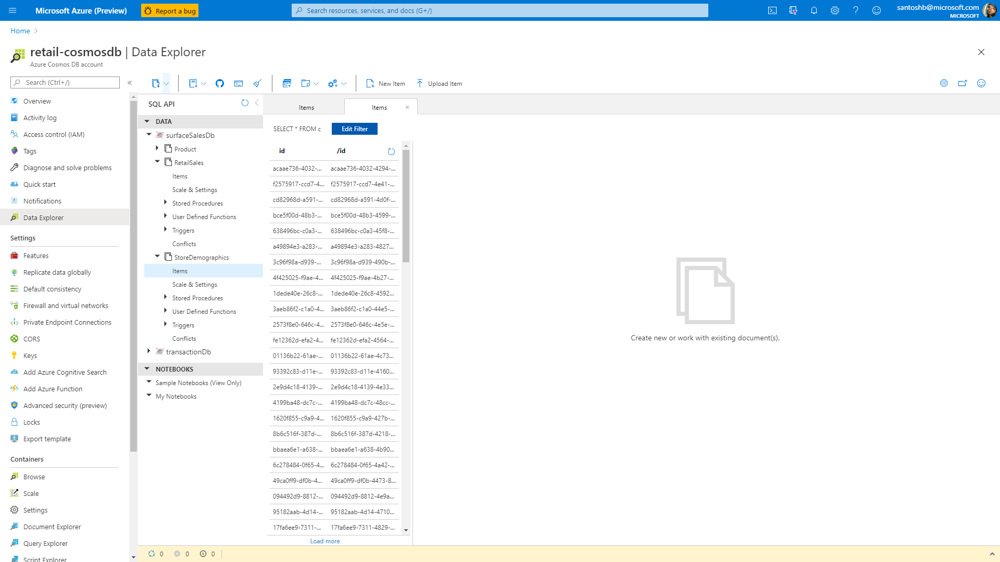 Microsoft Azure (Preview)
Report a bug
Search resources, services, and docs (G+/)
santoshb@microsoft.com
MICROSOFT
Home
retail-cosmosdb | Data Explorer
Azure Cosmos DB account
Search (Ctrl+/)
Overview
Activity log
Access control (IAM)
Tags
Diagnose and solve problems
Quick start
Notifications
Data Explorer
Settings
Features
Replicate data globally
Default consistency
Firewall and virtual networks
Private Endpoint Connections
CORS
Keys
Add Azure Cognitive Search
Add Azure Function
Advanced security (preview)
Locks
Export template
Containers
Browse
Scale
Settings
Document Explorer
Query Explorer
Script Explorer
New Item
Upload Item
SQL API
DATA
surfaceSalesDb
Product
RetailSales
Items
Scale & Settings
Stored Procedures
User Defined Functions
Triggers
Conflicts
StoreDemographics
Items
Scale & Settings
Stored Procedures
User Defined Functions
Triggers
Conflicts
transactionDb
NOTEBOOKS
Sample Notebooks (View Only)
My Notebooks
Items
Items
SELECT * FROM c
Edit Filter
id /id
acaae736-4032-... acaae736-4032-4294-...
f2575917-ccd7-4... f2575917-ccd7-4e41-...
cd82968d-a591-... cd82968d-a591-4d0f-...
bce5f00d-48b3-... bce5f00d-48b3-4599-...
638496bc-c0a3-... 638496bc-c0a3-45f8-...
a49894e3-a283-... a49894e3-a283-4827...
3c96f98a-d939-... 3c96f98a-d939-490b-...
4f425025-f9ae-4... 4f425025-f9ae-4b27-...
1dede40e-26c8-... 1dede40e-26c8-4592...
3aeb86f2-c1a0-4... 3aeb86f2-c1a0-44e5-...
2573f8e0-646c-4... 2573f8e0-646c-4e5e-...
fe12362d-efa2-4... fe12362d-efa2-4564-...
01136b22-61ae-... 01136b22-61ae-4c73...
93392c83-d11e-... 93392c83-d11e-4160...
2e9d4c18-4139-... 2e9d4c18-4139-4e33...
4199ba48-dc7c-... 4199ba48-dc7c-48cc-...
1620f855-c9a9-4... 1620f855-c9a9-427b-...
8b6c516f-387d-... 8b6c516f-387d-4218-...
bbaea6e1-a638-... bbaea6e1-a638-4b90...
6c278484-0f65-4... 6c278484-0f65-4a42-...
49ca0ff9-df0b-4... 49ca0ff9-df0b-4473-8...
094492d9-8812-... 094492d9-8812-4e9a...
95182aab-4d14-... 95182aab-4d14-4710...
17fa6ee9-7311-... 17fa6ee9-7311-4829-...
Load more
Create new or work with existing document(s).
0 0 0